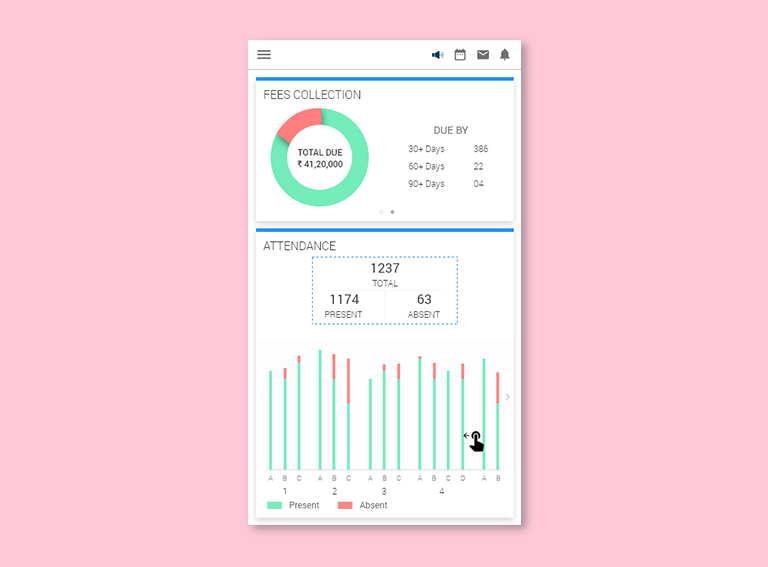 FEES COLLECTION
TOTAL DUE
₹ 41,20,000
DUE BY
30+ Days 386
60+ Days 22
90+ Days 04
ATTENDANCE
1237
TOTAL
1174 63
PRESENT ABSENT
A B C A B C A B C A B C D A B
1 2 3 4
Present Absent